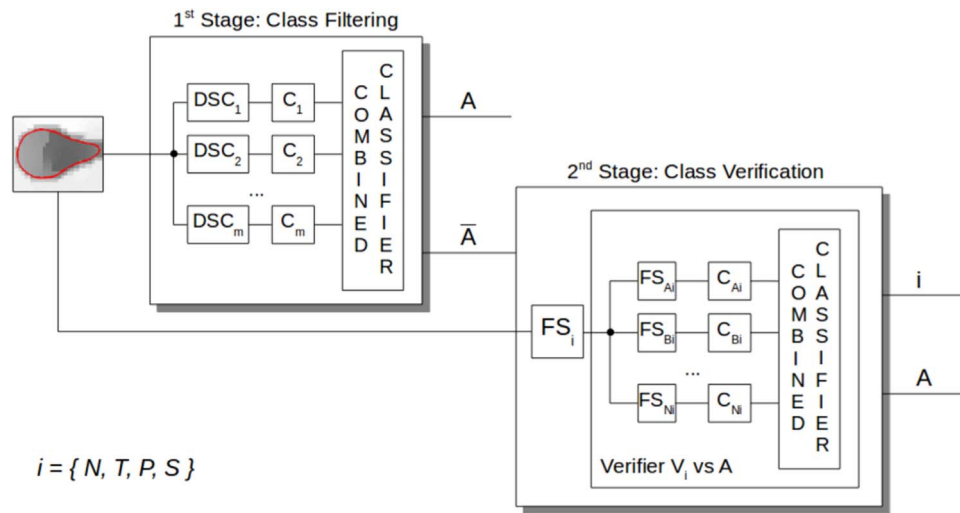 1st Stage: Class Filtering
DSC1 C1
DSC2 C2
...
DSCm Cm
COMBINED
CLASSIFIER
A
A̅
2nd Stage: Class Verification
FSi
FSAi CAi
FSBi CBi
...
FSNi CNi
COMBINED
CLASSIFIER
Verifier Vi vs A
i
A
i = { N, T, P, S }